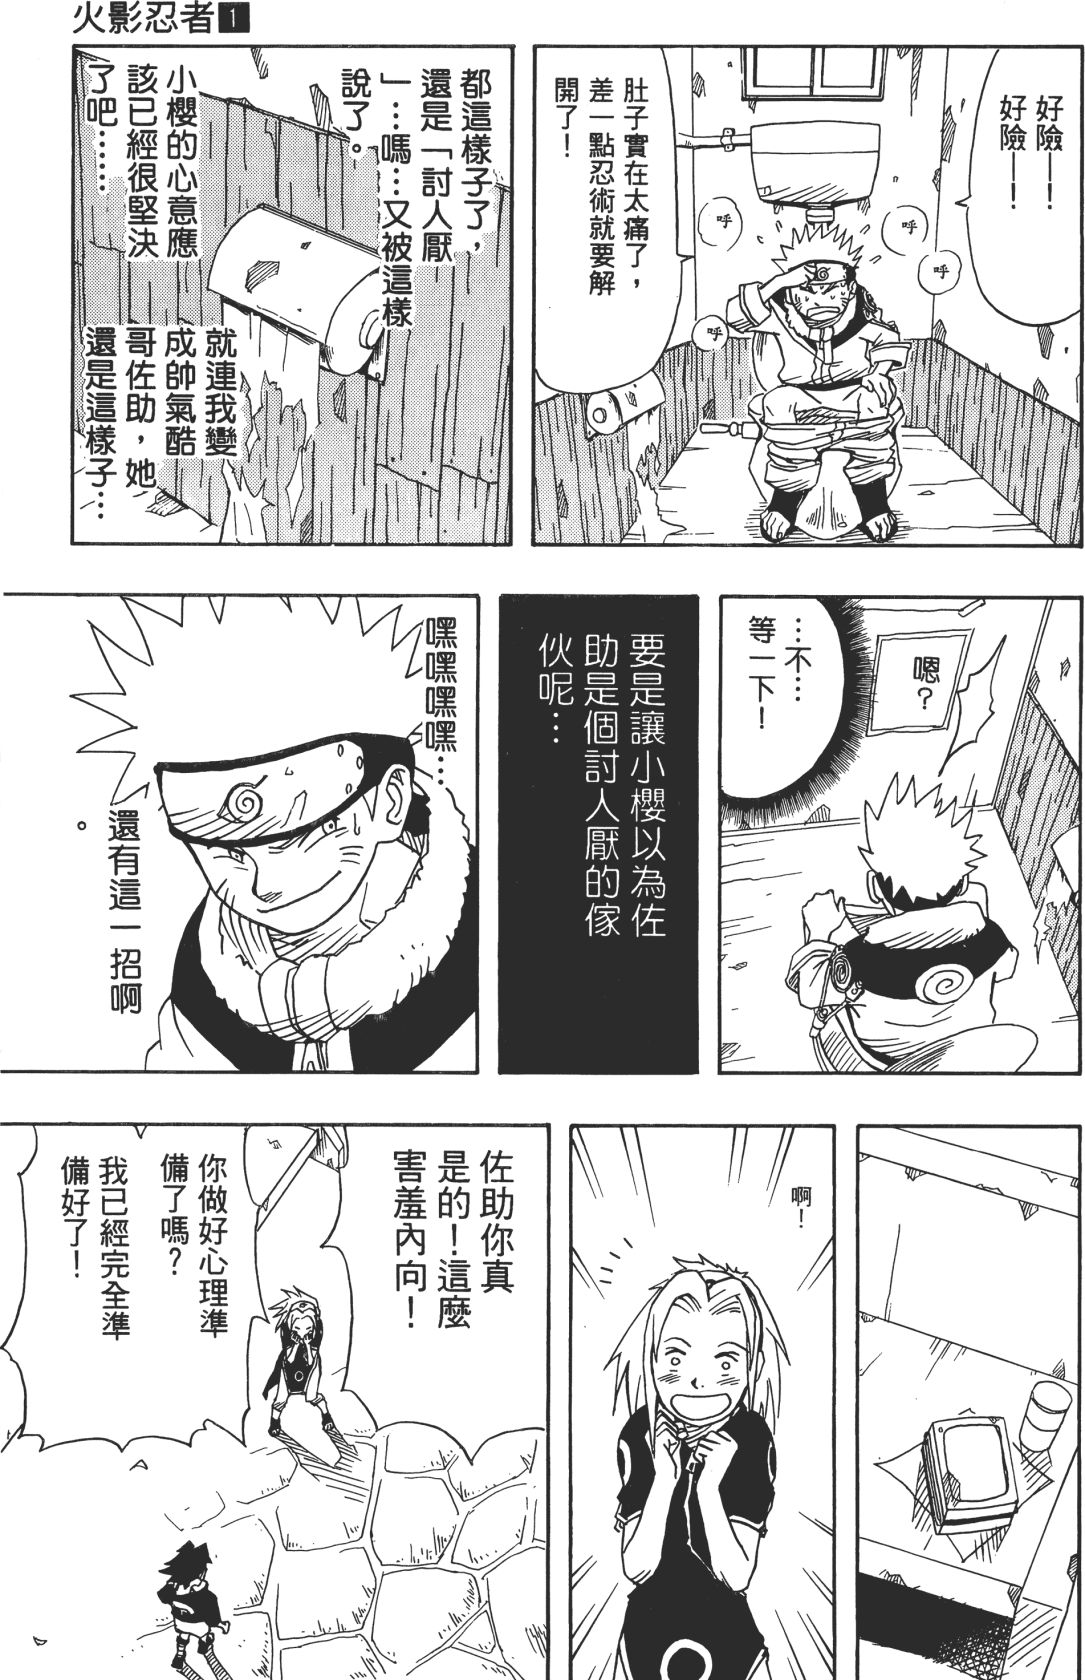 火影忍者1
好險──！
好險──！
呼
呼
呼
呼
肚子實在太痛了，
差一點忍術就要解
開了！
都這樣子了，
還是「討人厭
」…嗎…又被這樣
說了。
小櫻的心意應
該已經很堅決
了吧……
就連我變
成帥氣酷
哥佐助，她
還是這樣子…
嗯？
…不…
等一下！
要是讓小櫻以為佐
助是個討人厭的傢
伙呢…
嘿嘿嘿嘿…
還有這一招啊
。
啊！
佐助你真
是的！這麼
害羞內向！
你做好心理準
備了嗎？
我已經完全準
備好了！